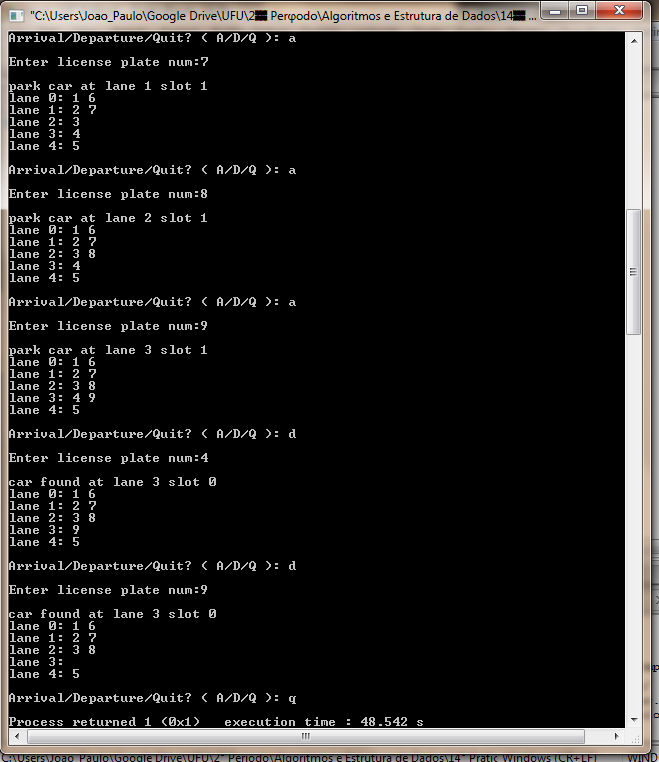 "C:\Users\Joao_Paulo\Google Drive\UFU\2▓▓ Perφodo\Algoritmos e Estrutura de Dados\14▓▓ ...
Arrival/Departure/Quit? ( A/D/Q ): a
Enter license plate num:7
park car at lane 1 slot 1
lane 0: 1 6
lane 1: 2 7
lane 2: 3
lane 3: 4
lane 4: 5
Arrival/Departure/Quit? ( A/D/Q ): a
Enter license plate num:8
park car at lane 2 slot 1
lane 0: 1 6
lane 1: 2 7
lane 2: 3 8
lane 3: 4
lane 4: 5
Arrival/Departure/Quit? ( A/D/Q ): a
Enter license plate num:9
park car at lane 3 slot 1
lane 0: 1 6
lane 1: 2 7
lane 2: 3 8
lane 3: 4 9
lane 4: 5
Arrival/Departure/Quit? ( A/D/Q ): d
Enter license plate num:4
car found at lane 3 slot 0
lane 0: 1 6
lane 1: 2 7
lane 2: 3 8
lane 3: 9
lane 4: 5
Arrival/Departure/Quit? ( A/D/Q ): d
Enter license plate num:9
car found at lane 3 slot 0
lane 0: 1 6
lane 1: 2 7
lane 2: 3 8
lane 3:
lane 4: 5
Arrival/Departure/Quit? ( A/D/Q ): q
Process returned 1 (0x1)   execution time : 48.542 s
C:\Users\Joao_Paulo\Google Drive\UFU\2° Período\Algoritmos e Estrutura de Dados\14° Pratic Windows (CR+LF) WIND